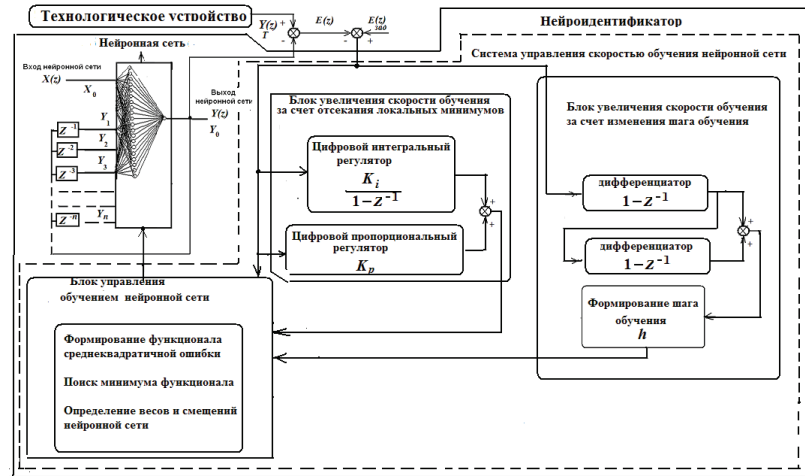 Технологическое устройство
Y(z)
T
E(z)
E(z)
зад
Нейроидентификатор
Нейронная сеть
Система управления скоростью обучения нейронной сети
Вход нейронной сети
X(z)
X0
Выход
нейронной сети
Y(z)
Y0
Y1
Y2
Y3
Yn
Z-1
Z-2
Z-3
Z-n
Блок увеличения скорости обучения
за счет отсекания локальных минимумов
Цифровой интегральный
регулятор
Ki
1−z-1
Цифровой пропорциональный
регулятор
Kp
Блок увеличения скорости обучения
за счет изменения шага обучения
дифференциатор
1−z-1
дифференциатор
1−z-1
Формирование шага
обучения
h
Блок управления
обучением нейронной сети
Формирование функционала
среднеквадратичной ошибки
Поиск минимума функционала
Определение весов и смещений
нейронной сети